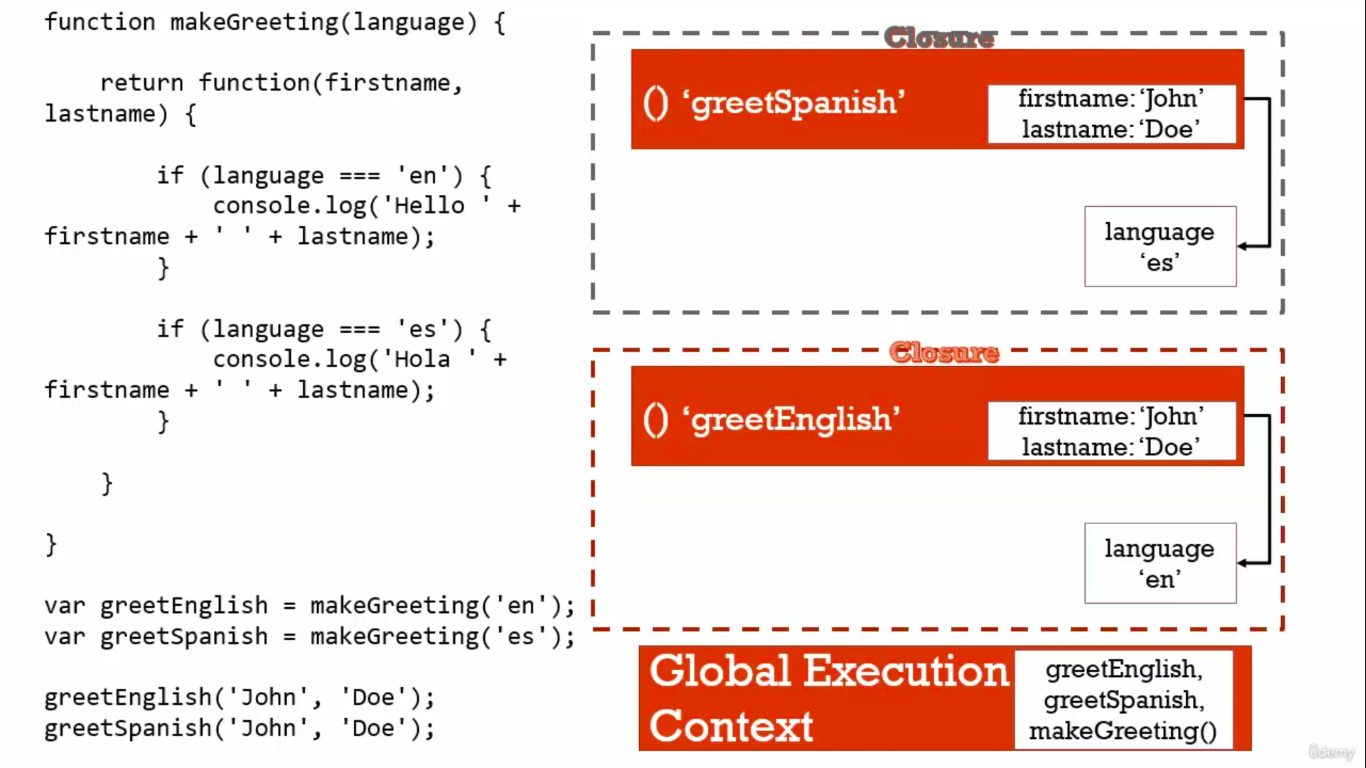 function makeGreeting(language) {
return function(firstname,
lastname) {
if (language === 'en') {
console.log('Hello ' +
firstname + ' ' + lastname);
}
if (language === 'es') {
console.log('Hola ' +
firstname + ' ' + lastname);
}
}
}
var greetEnglish = makeGreeting('en');
var greetSpanish = makeGreeting('es');
greetEnglish('John', 'Doe');
greetSpanish('John', 'Doe');
Closure
() ‘greetSpanish’
firstname: ‘John’
lastname: ‘Doe’
language
‘es’
Closure
() ‘greetEnglish’
firstname: ‘John’
lastname: ‘Doe’
language
‘en’
Global Execution
Context
greetEnglish,
greetSpanish,
makeGreeting()
ûdemy